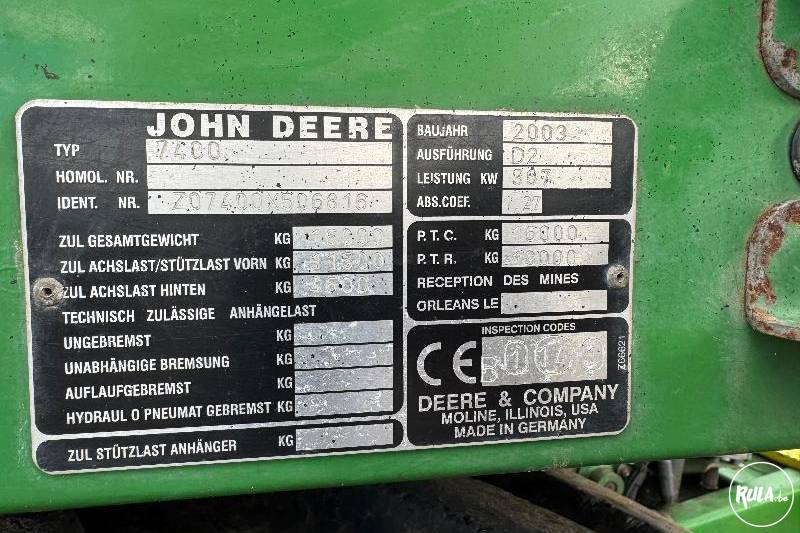 JOHN DEERE
TYP 7400
HOMOL. NR.
IDENT. NR. Z07400X506816
ZUL GESAMTGEWICHT KG
ZUL ACHSLAST/STÜTZLAST VORN KG
ZUL ACHSLAST HINTEN KG
TECHNISCH ZULÄSSIGE ANHÄNGELAST
UNGEBREMST KG
UNABHÄNGIGE BREMSUNG KG
AUFLAUFGEBREMST KG
HYDRAUL O PNEUMAT GEBREMST KG
ZUL STÜTZLAST ANHÄNGER KG
BAUJAHR 2003
AUSFÜHRUNG D2
LEISTUNG KW
ABS.COEF.
P.T.C. KG
P.T.R. KG
RECEPTION DES MINES
ORLEANS LE
INSPECTION CODES
CE
DEERE & COMPANY
MOLINE, ILLINOIS, USA
MADE IN GERMANY
Z66621
RULA.be